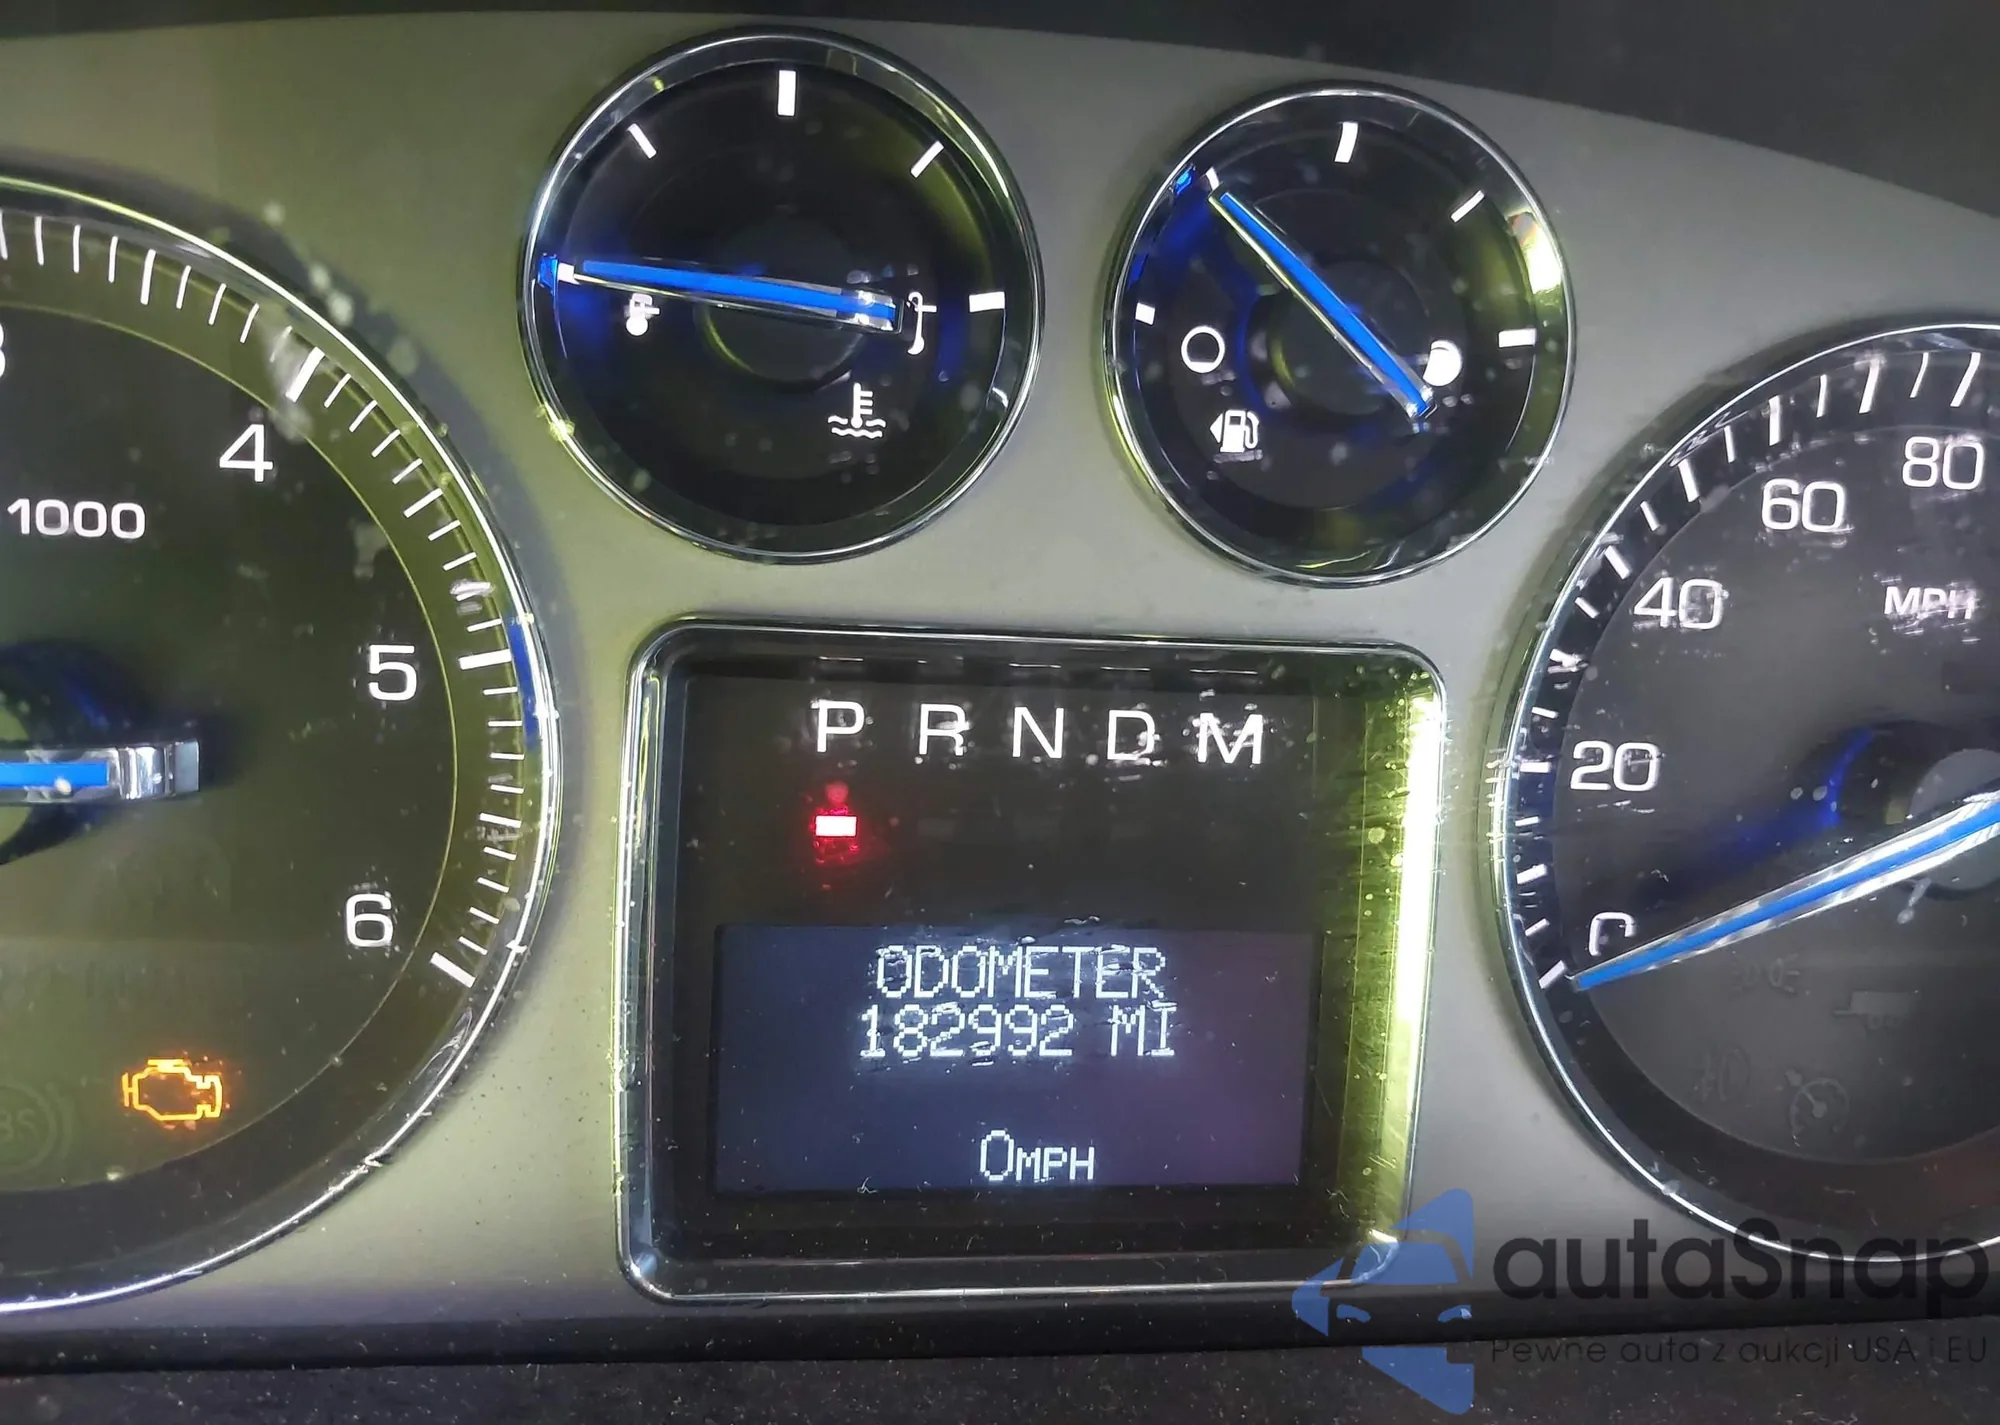 4
1000
5
6
P R N D M
ODOMETER
182992 MI
0MPH
80
60
40
MPH
20
0
autaSnap
Pewne auta z aukcji USA i EU